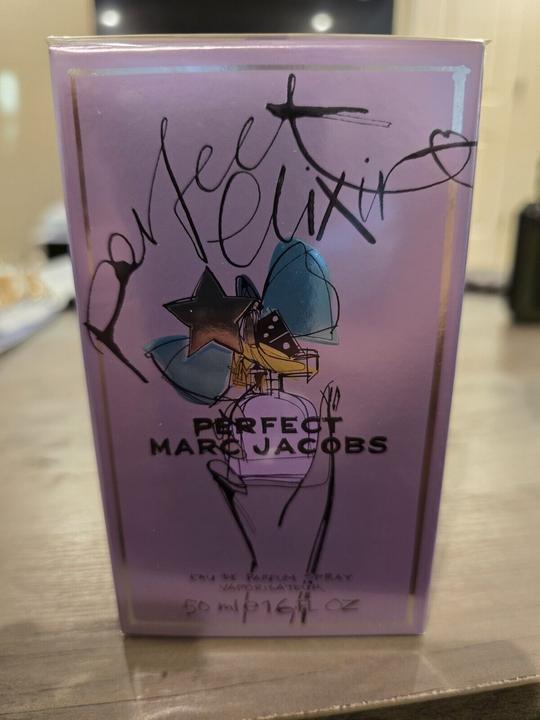 Perfect
elixir
PERFECT
MARC JACOBS
EAU DE PARFUM SPRAY
VAPORISATEUR
50 ml e 1.6 fl OZ